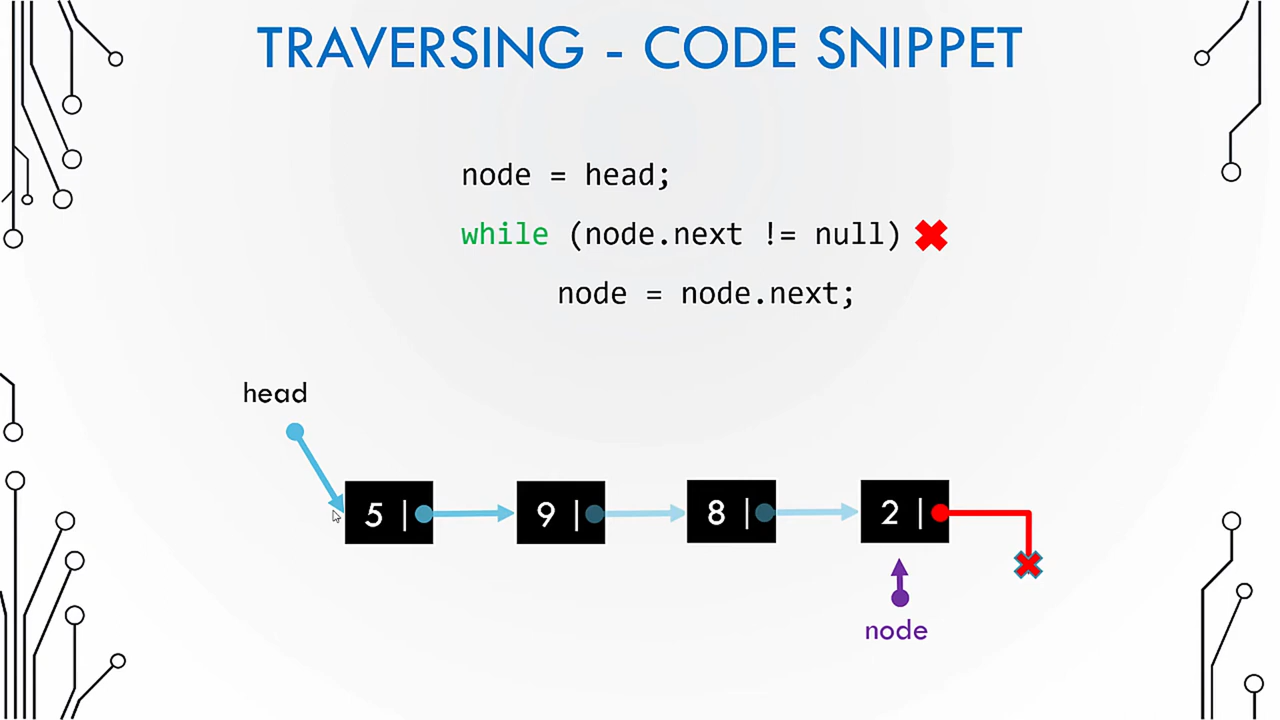 TRAVERSING - CODE SNIPPET
node = head;
while (node.next != null)
node = node.next;
head
5 | 9 | 8 | 2 |
node